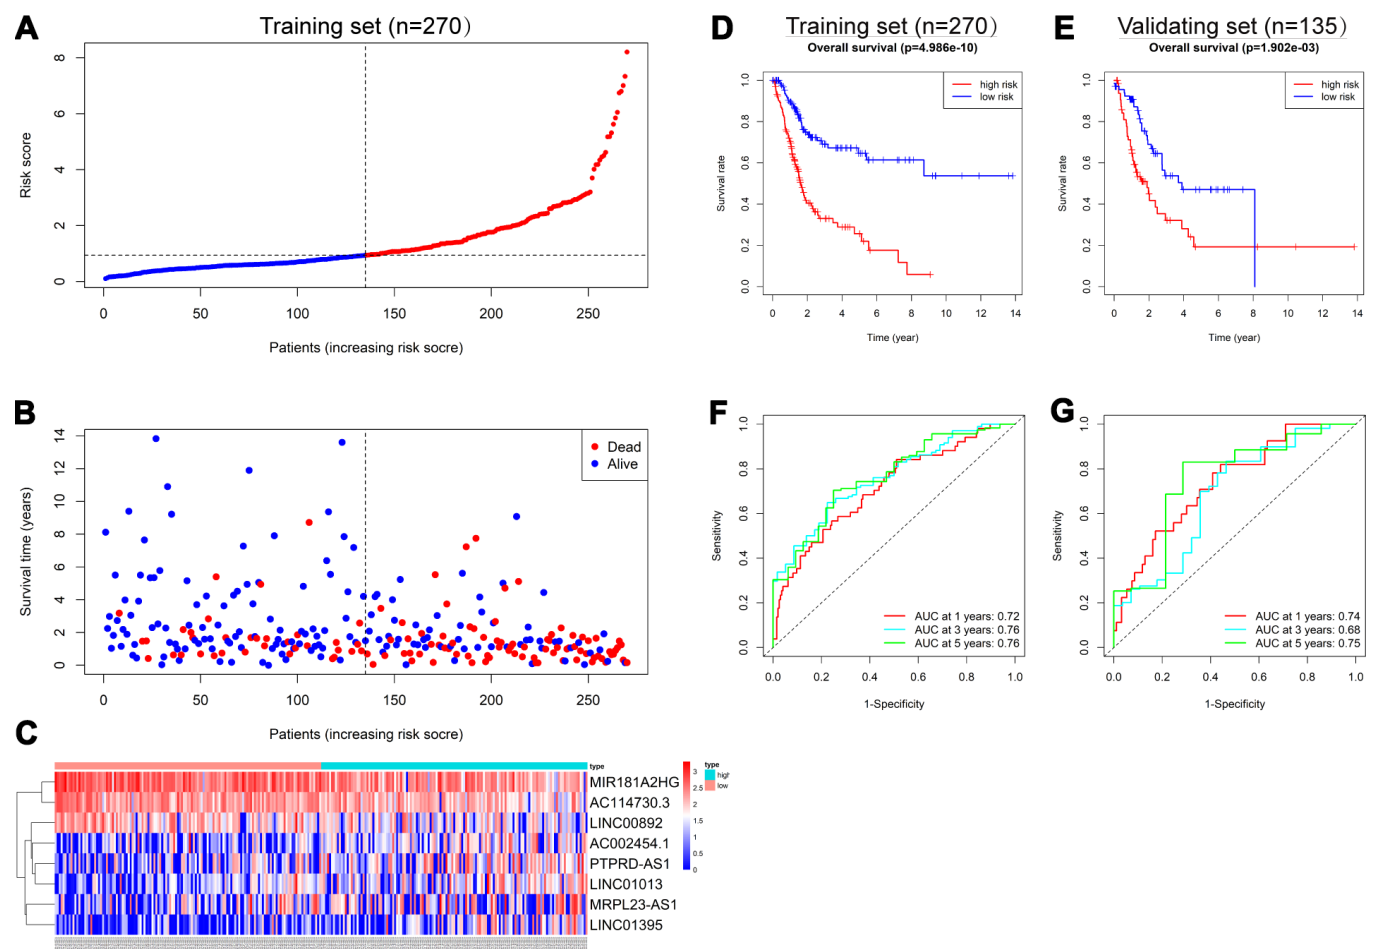 A
Training set (n=270）
Risk score
8
6
4
2
0
0
50
100
150
200
250
Patients (increasing risk socre)
B
Survival time (years)
14
12
10
8
6
4
2
0
Dead
Alive
0
50
100
150
200
250
Patients (increasing risk socre)
C
type
MIR181A2HG
AC114730.3
LINC00892
AC002454.1
PTPRD-AS1
LINC01013
MRPL23-AS1
LINC01395
3
2.5
2
1.5
1
0.5
0
type
high
low
D
Training set (n=270）
Overall survival (p=4.986e-10)
high risk
low risk
Survival rate
1.0
0.8
0.6
0.4
0.2
0.0
0 2 4 6 8 10 12 14
Time (year)
E
Validating set (n=135）
Overall survival (p=1.902e-03)
high risk
low risk
Survival rate
1.0
0.8
0.6
0.4
0.2
0.0
0 2 4 6 8 10 12 14
Time (year)
F
Sensitivity
1.0
0.8
0.6
0.4
0.2
0.0
AUC at 1 years: 0.72
AUC at 3 years: 0.76
AUC at 5 years: 0.76
0.0 0.2 0.4 0.6 0.8 1.0
1-Specificity
G
Sensitivity
1.0
0.8
0.6
0.4
0.2
0.0
AUC at 1 years: 0.74
AUC at 3 years: 0.68
AUC at 5 years: 0.75
0.0 0.2 0.4 0.6 0.8 1.0
1-Specificity